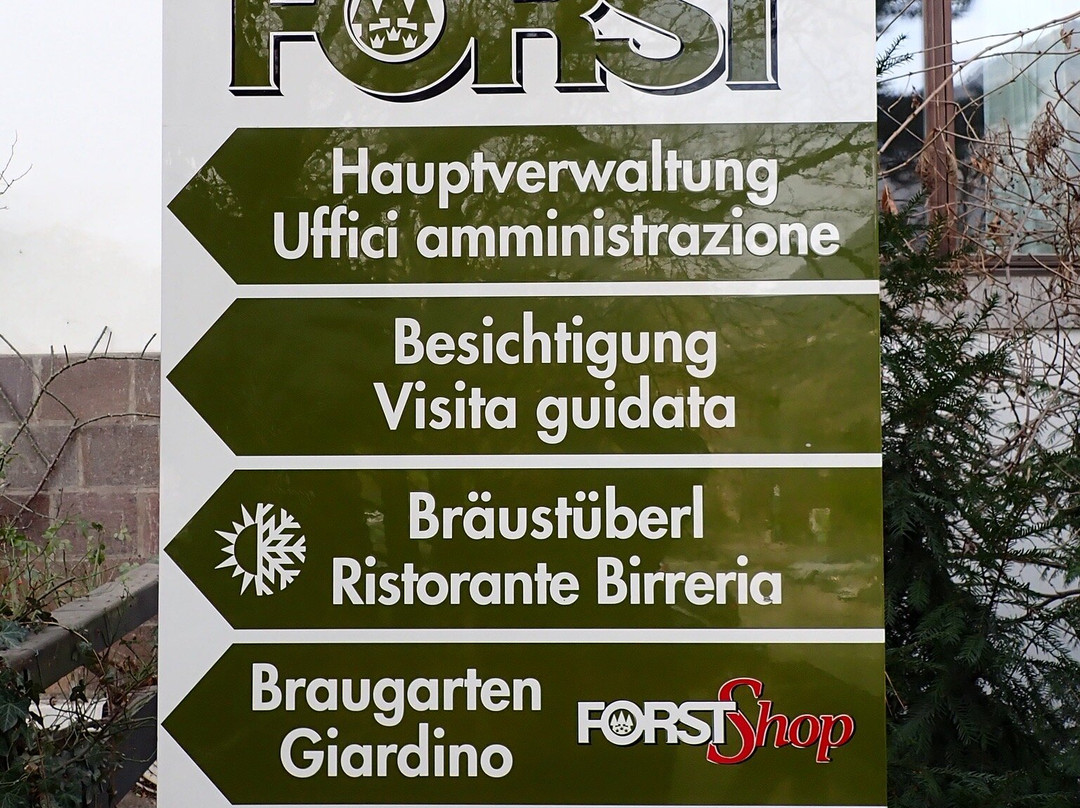 FORST
Hauptverwaltung
Uffici amministrazione
Besichtigung
Visita guidata
Bräustüberl
Ristorante Birreria
Braugarten
Giardino
FORST Shop